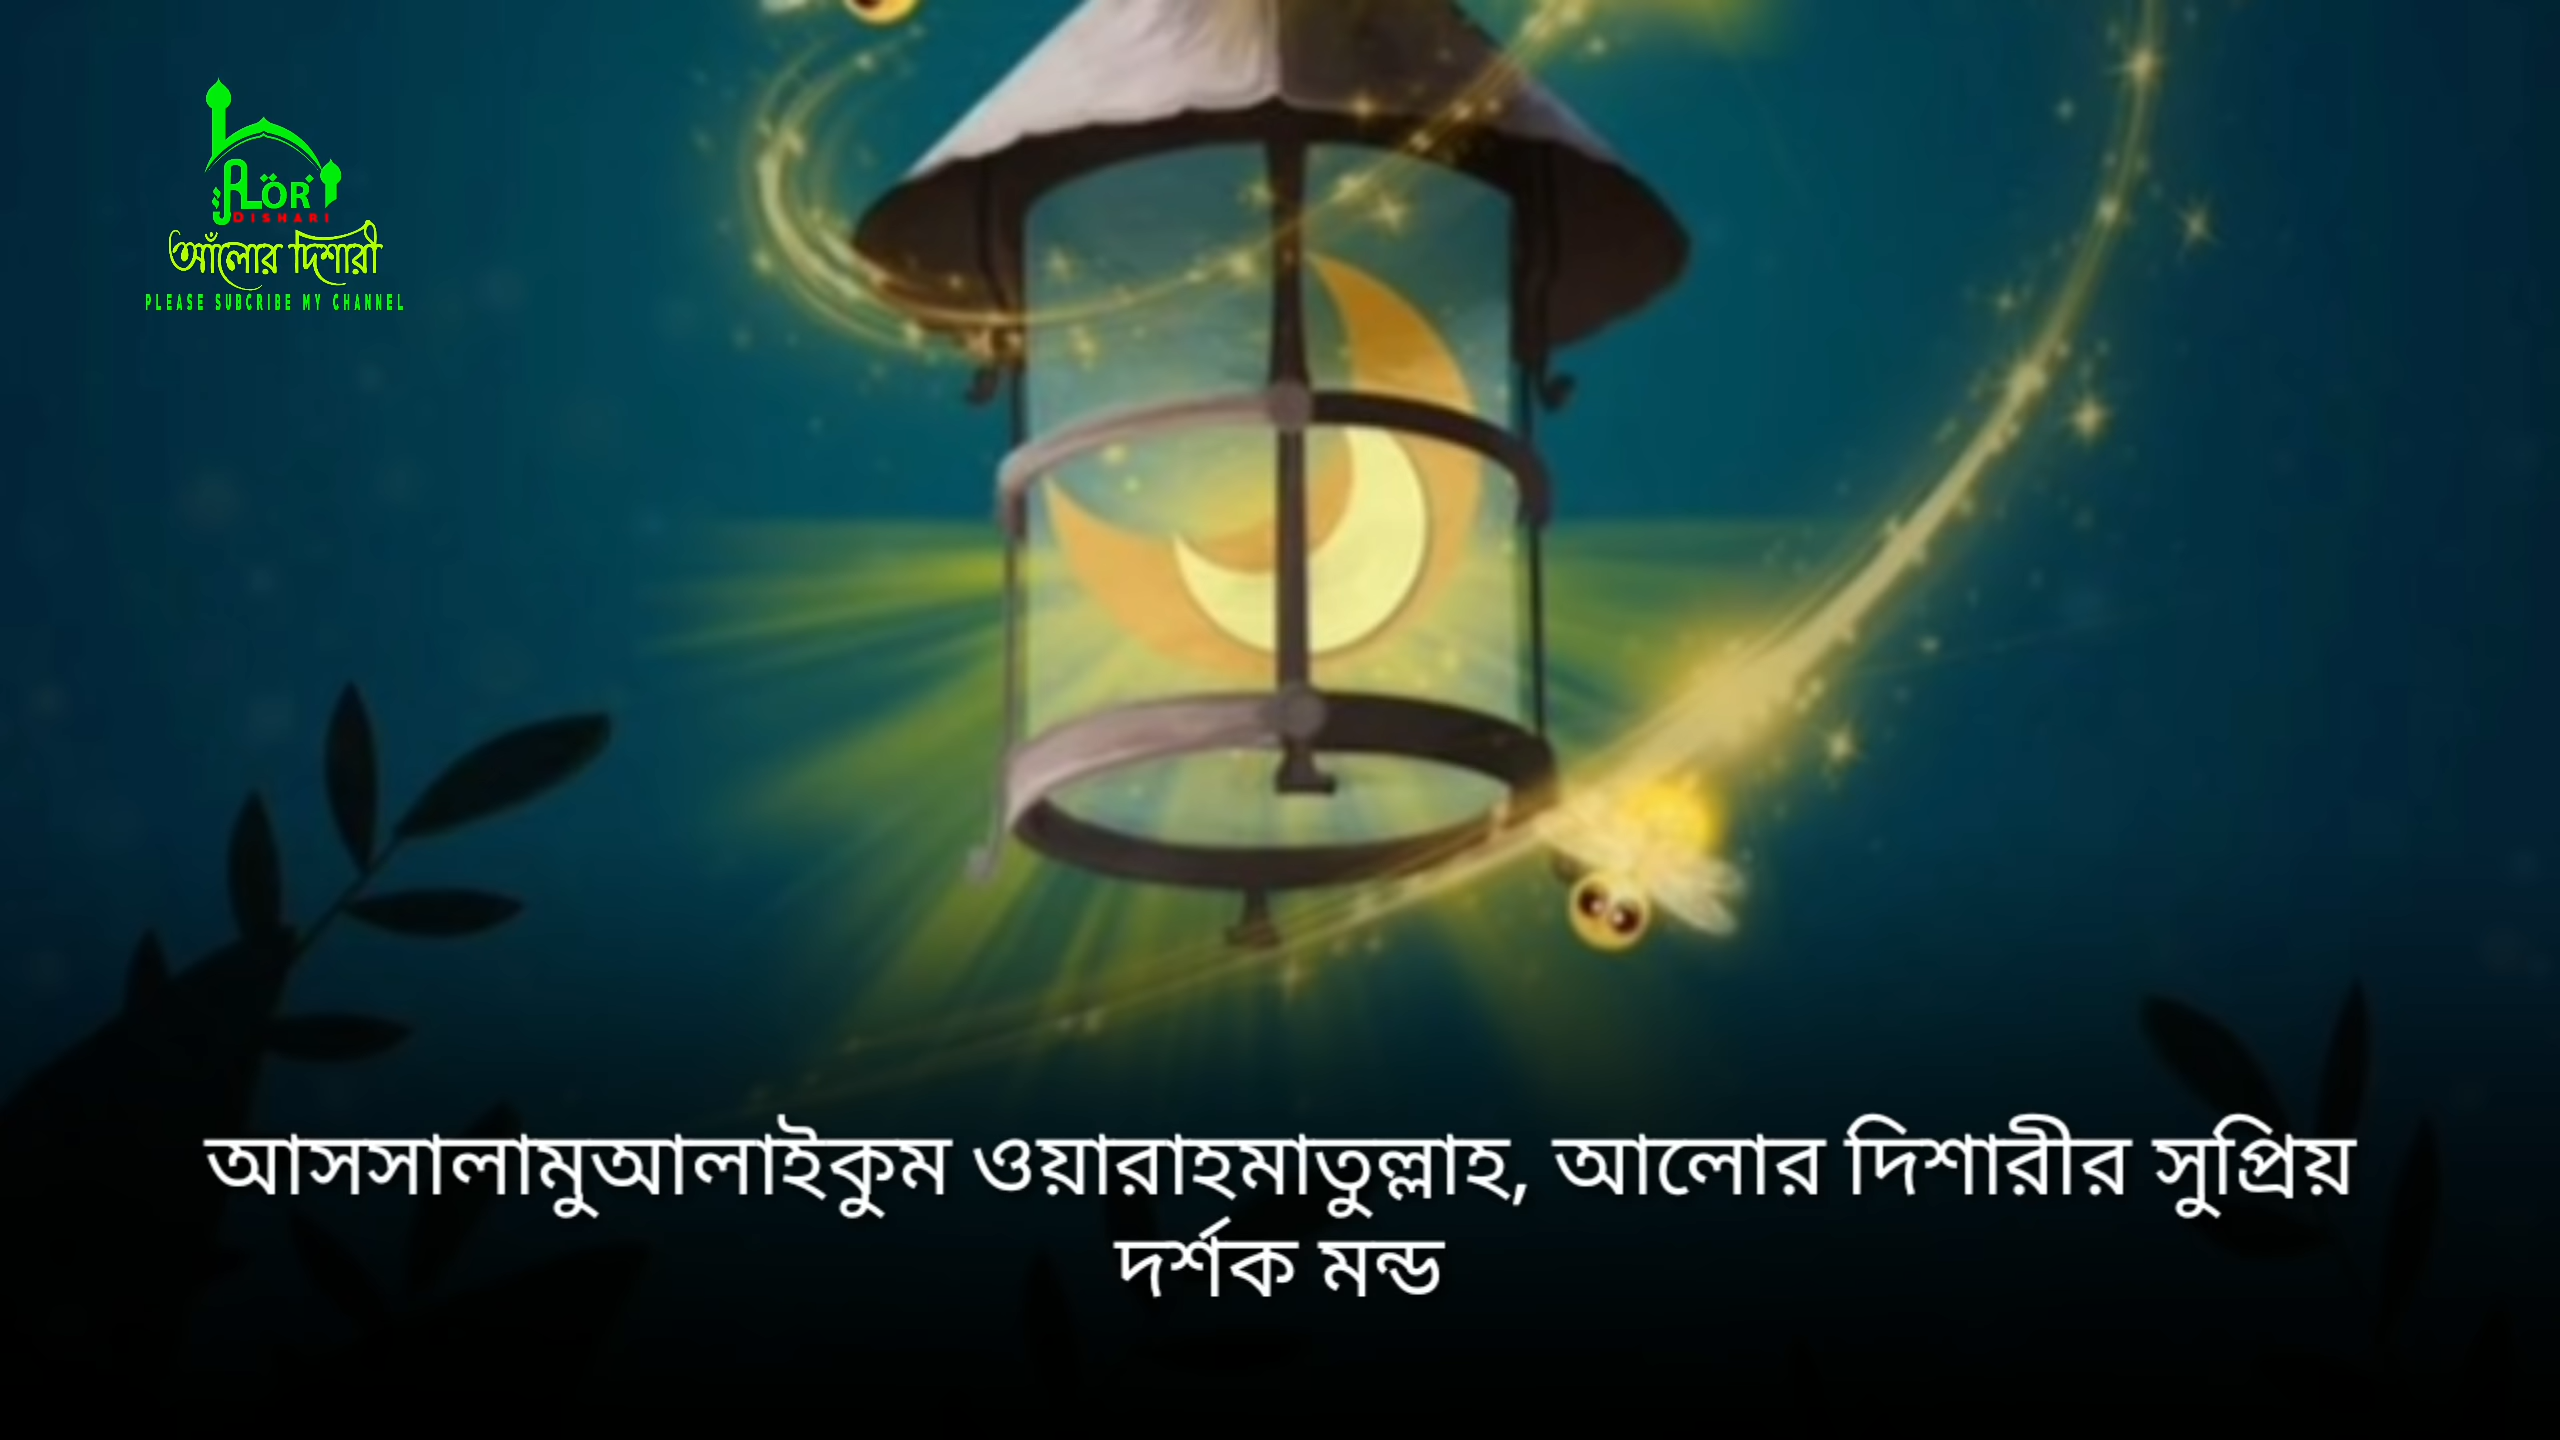 ALOR
DISHARI
আঁলোর দিশারী
PLEASE SUBCRIBE MY CHANNEL
আসসালামুআলাইকুম ওয়ারাহমাতুল্লাহ, আলোর দিশারীর সুপ্রিয়
দর্শক মন্ড